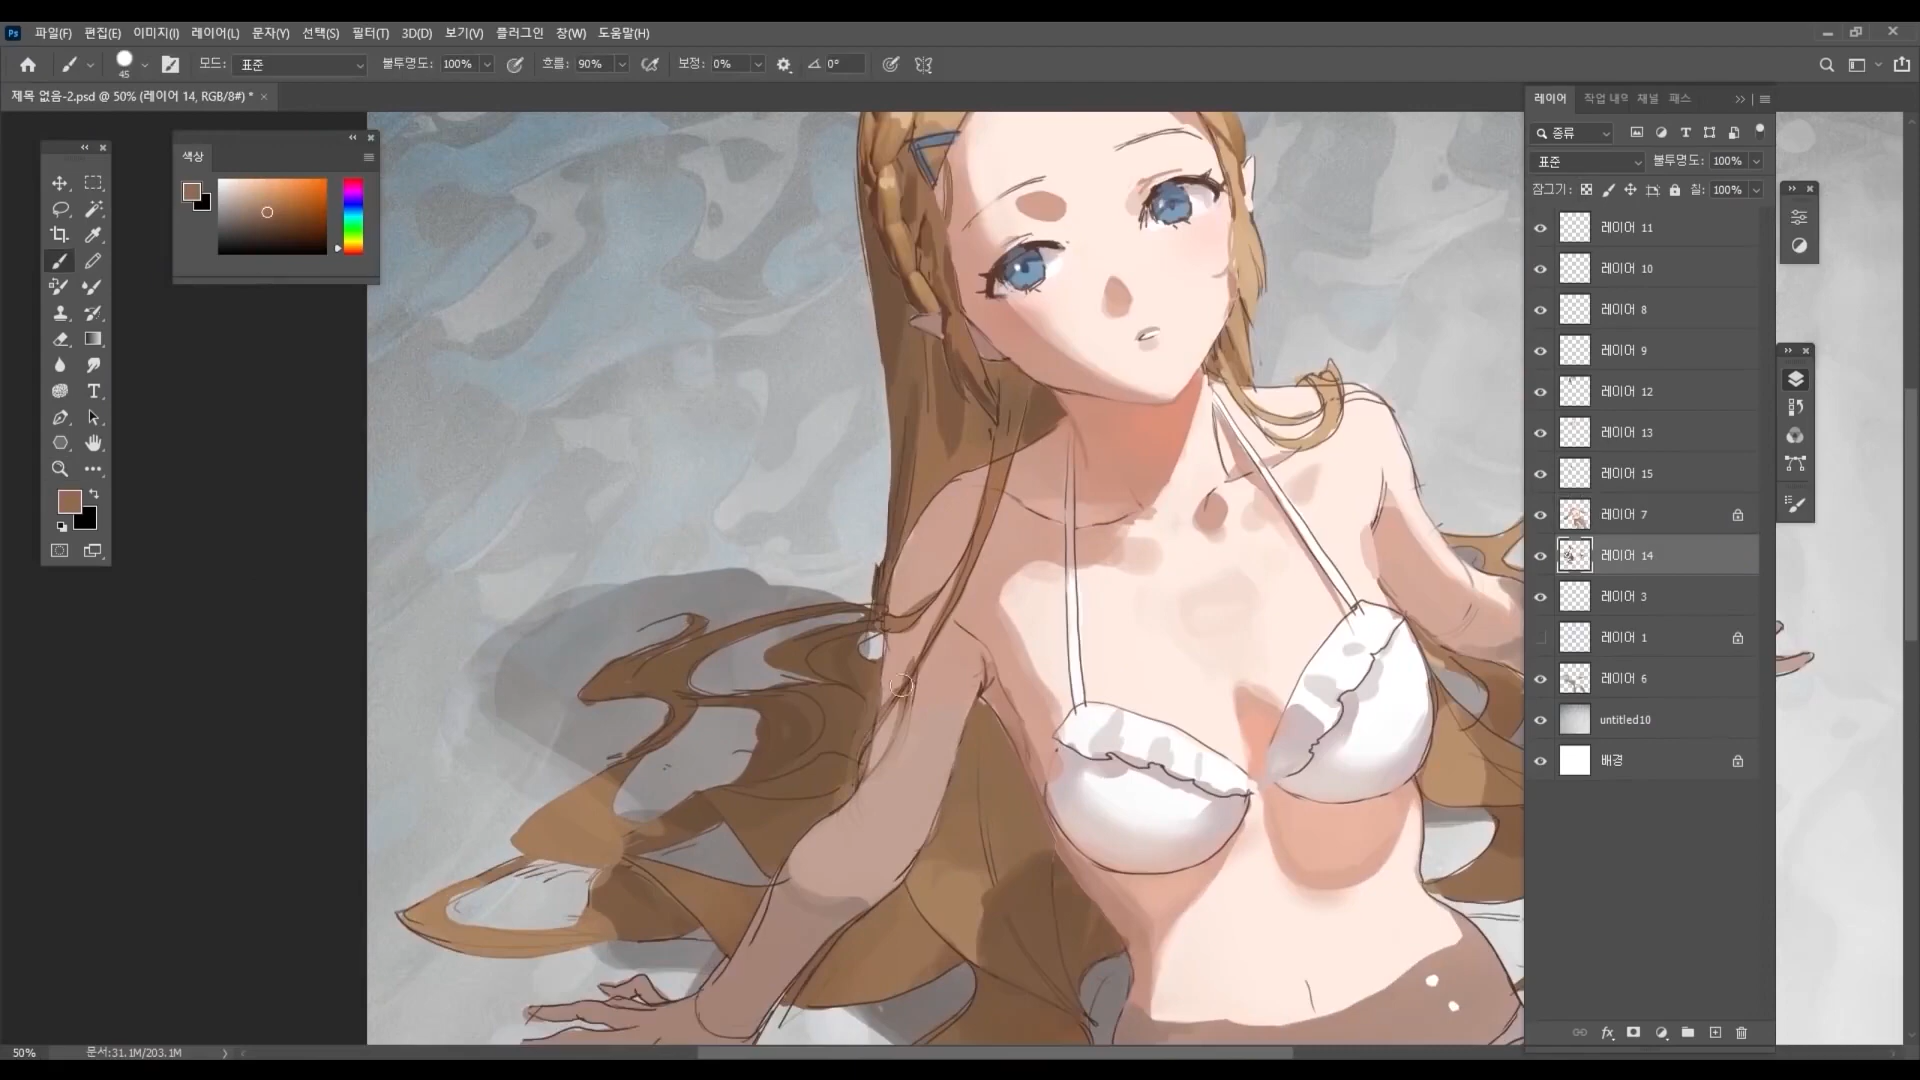 Ps 파일(F) 편집(E) 이미지(I) 레이어(L) 문자(Y) 선택(S) 필터(T) 3D(D) 보기(V) 플러그인 창(W) 도움말(H)
45 모드: 표준 불투명도: 100% 흐름: 90% 보정: 0% 0°
제목 없음-2.psd @ 50% (레이어 14, RGB/8#) *
색상
레이어 작업 내역 채널 패스
종류
표준 불투명도: 100%
잠그기: 칠: 100%
레이어 11
레이어 10
레이어 8
레이어 9
레이어 12
레이어 13
레이어 15
레이어 7
레이어 14
레이어 3
레이어 1
레이어 6
untitled10
배경
fx
50% 문서:31.1M/203.1M